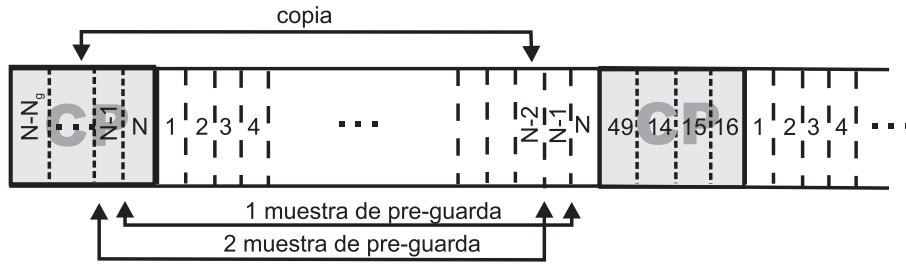 copia
N-Ng CP ... N-1 N 1 2 3 4 ... N-2 N-1 N 49 CP 14 15 16 1 2 3 4 ...
1 muestra de pre-guarda
2 muestra de pre-guarda